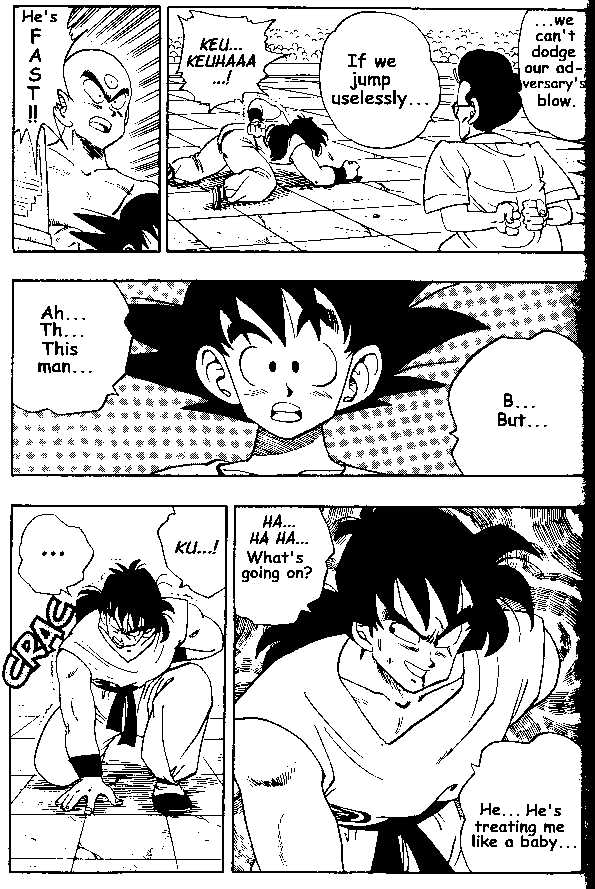 He's
F
A
S
T
!!
KEU...
KEUHAAA
...!
If we
jump
uselessly...
...we
can't
dodge
our ad-
versary's
blow.
Ah...
Th...
This
man...
B...
But...
...
KU...!
CRAC
HA...
HA HA...
What's
going on?
He... He's
treating me
like a baby...